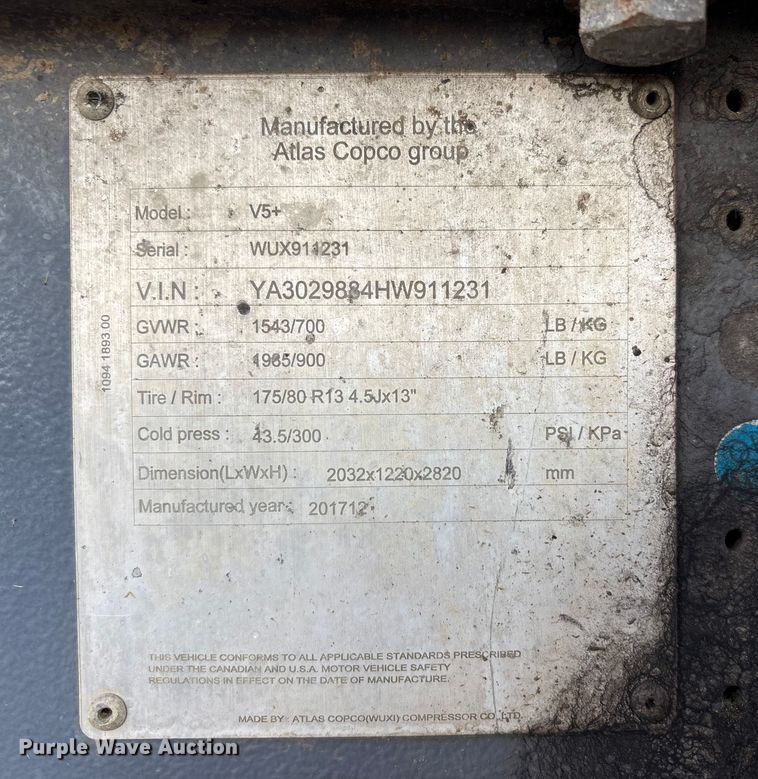 Manufactured by the
Atlas Copco group
Model : V5+
Serial : WUX911231
V.I.N : YA3029884HW911231
GVWR : 1543/700 LB / KG
GAWR : 1985/900 LB / KG
Tire / Rim : 175/80 R13 4.5Jx13"
Cold press : 43.5/300 PSI / KPa
Dimension(LxWxH) : 2032x1220x2820 mm
Manufactured year : 201712
1094 1893 00
THIS VEHICLE CONFORMS TO ALL APPLICABLE STANDARDS PRESCRIBED
UNDER THE CANADIAN AND U.S.A. MOTOR VEHICLE SAFETY
REGULATIONS IN EFFECT ON THE DATE OF MANUFACTURE.
MADE BY : ATLAS COPCO(WUXI) COMPRESSOR CO., LTD.
Purple Wave Auction